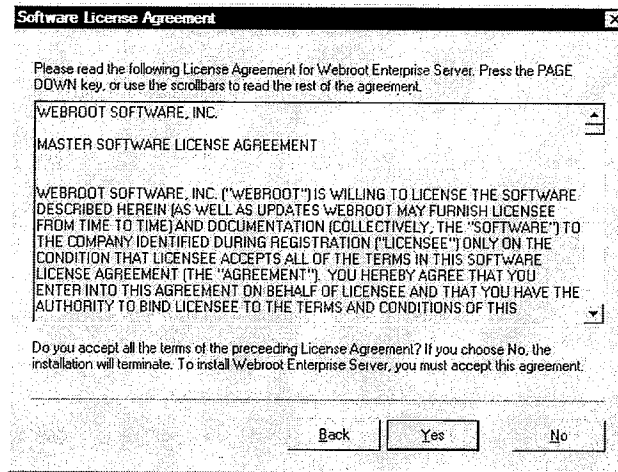 Software License Agreement
Please read the following License Agreement for Webroot Enterprise Server. Press the PAGE
DOWN key, or use the scrollbars to read the rest of the agreement.
WEBROOT SOFTWARE, INC.
MASTER SOFTWARE LICENSE AGREEMENT
WEBROOT SOFTWARE, INC. ("WEBROOT") IS WILLING TO LICENSE THE SOFTWARE
DESCRIBED HEREIN (AS WELL AS UPDATES WEBROOT MAY FURNISH LICENSEE
FROM TIME TO TIME) AND DOCUMENTATION (COLLECTIVELY, THE "SOFTWARE") TO
THE COMPANY IDENTIFIED DURING REGISTRATION ("LICENSEE") ONLY ON THE
CONDITION THAT LICENSEE ACCEPTS ALL OF THE TERMS IN THIS SOFTWARE
LICENSE AGREEMENT (THE "AGREEMENT"). YOU HEREBY AGREE THAT YOU
ENTER INTO THIS AGREEMENT ON BEHALF OF LICENSEE AND THAT YOU HAVE THE
AUTHORITY TO BIND LICENSEE TO THE TERMS AND CONDITIONS OF THIS
Do you accept all the terms of the preceeding License Agreement? If you choose No, the
installation will terminate. To install Webroot Enterprise Server, you must accept this agreement.
Back Yes No